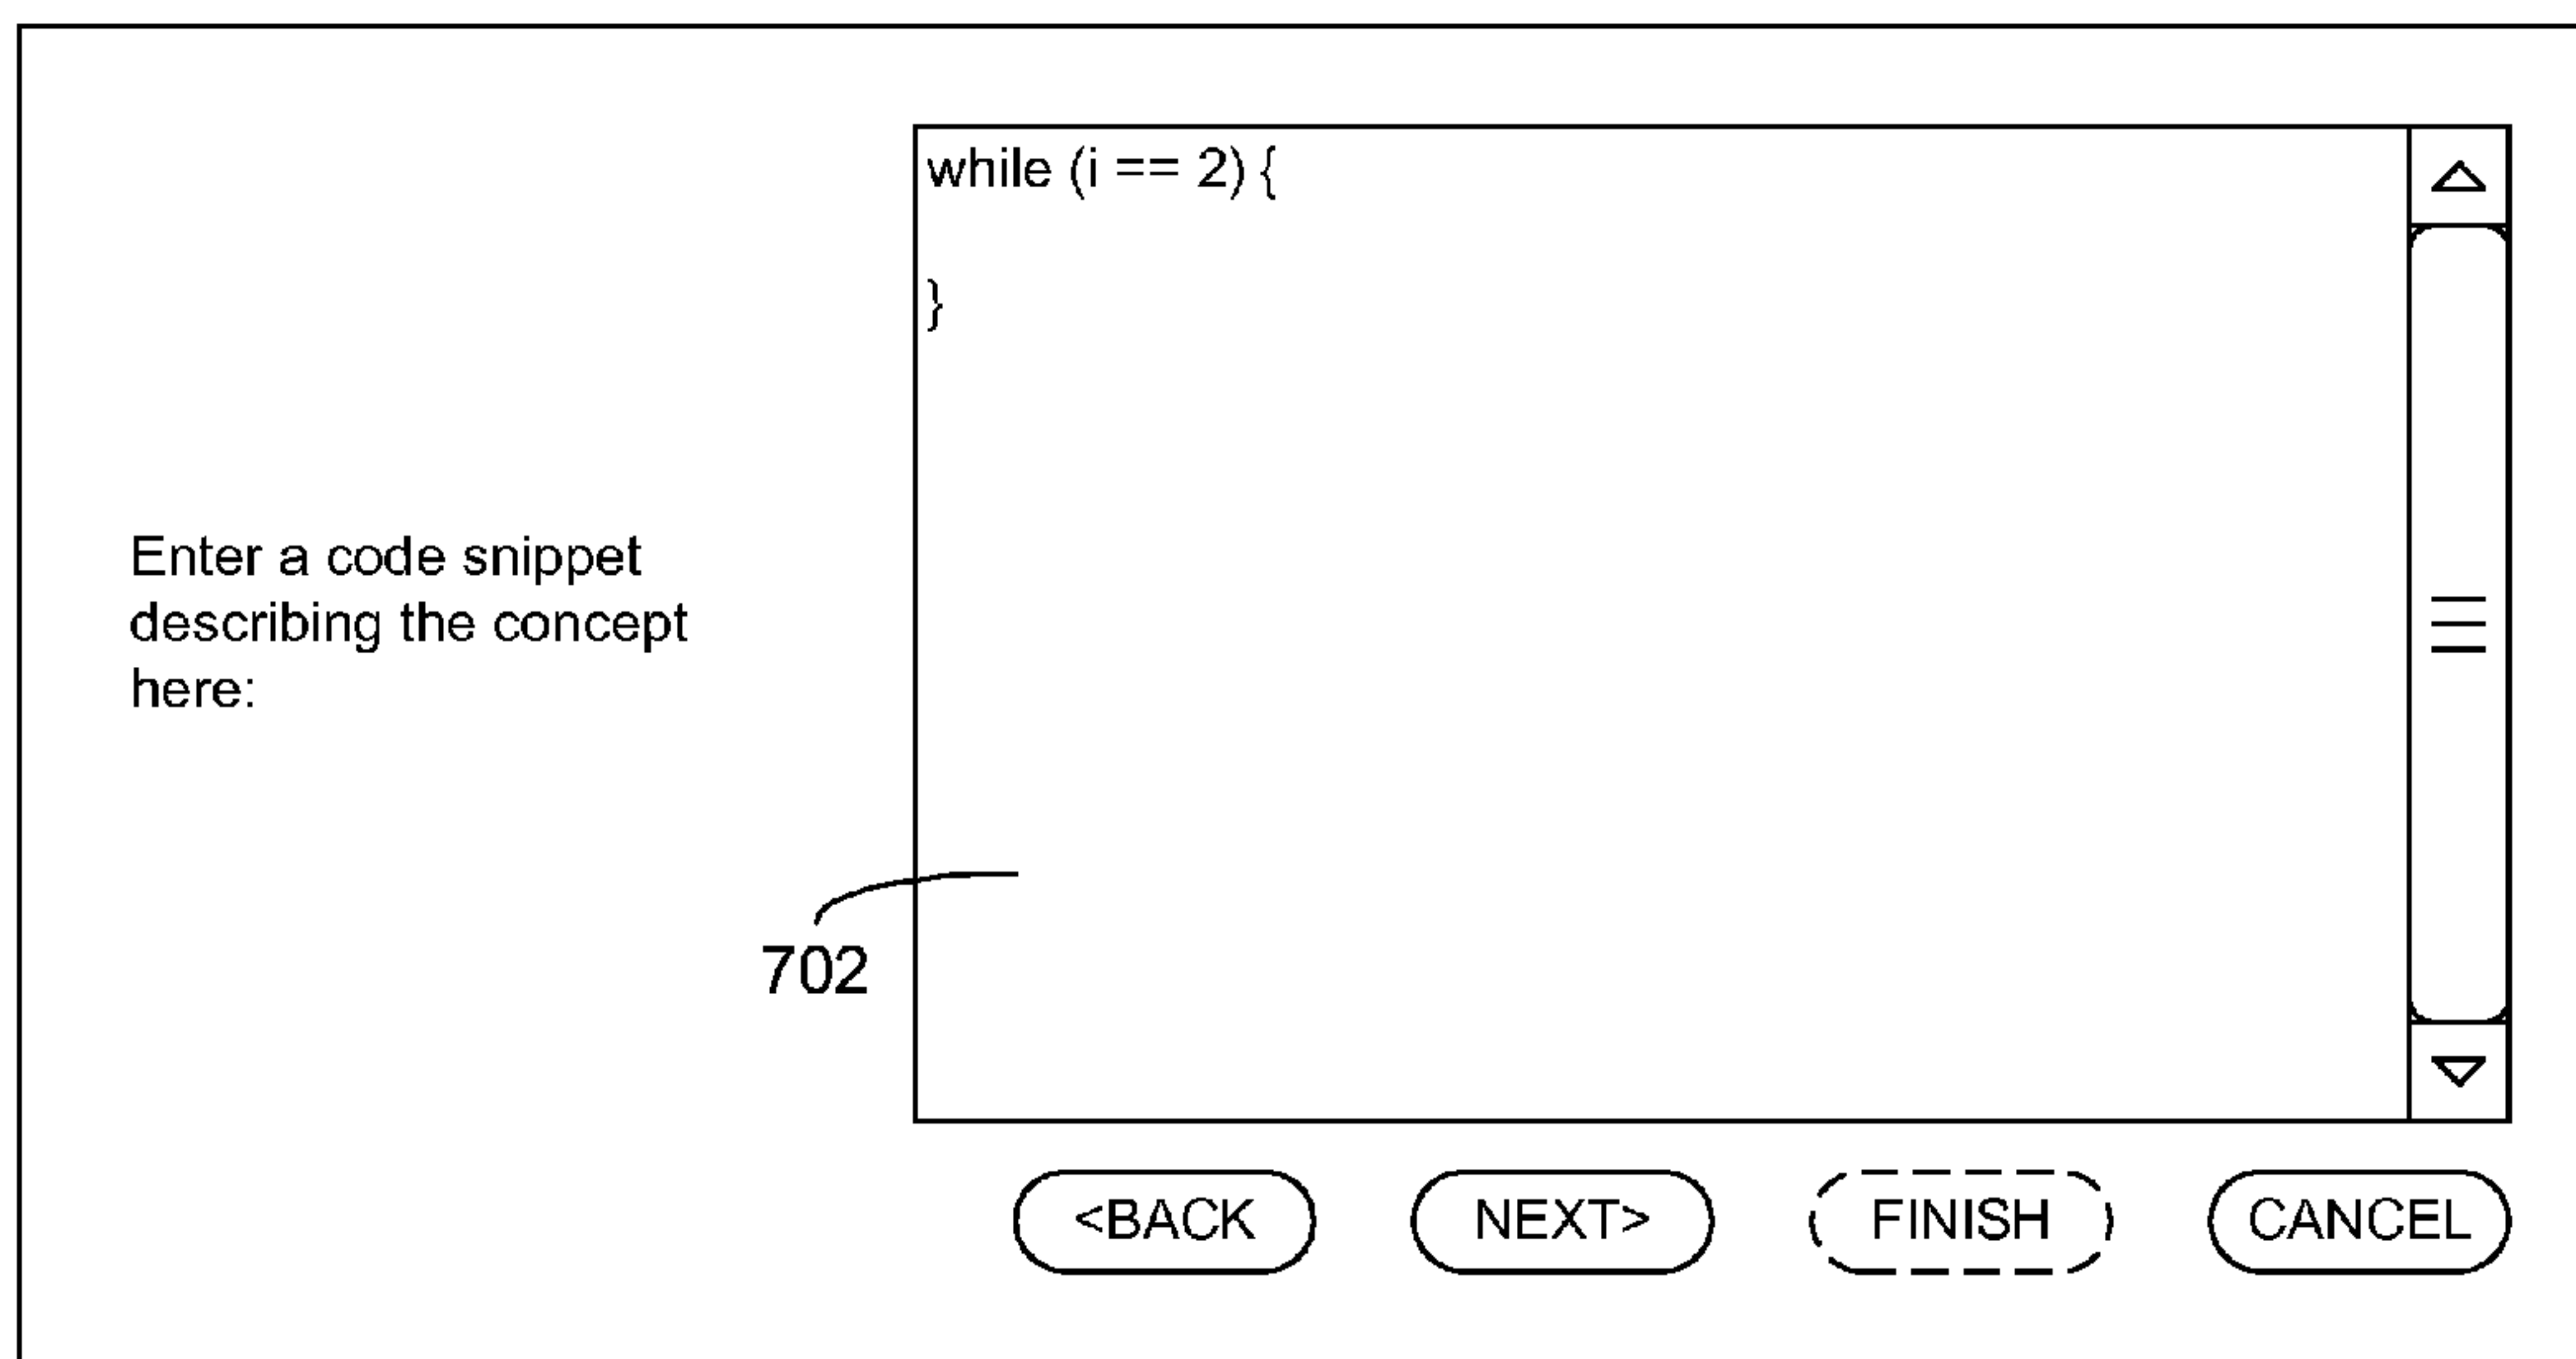 while (i == 2) {
}
Enter a code snippet
describing the concept
here:
702
<BACK NEXT> FINISH CANCEL